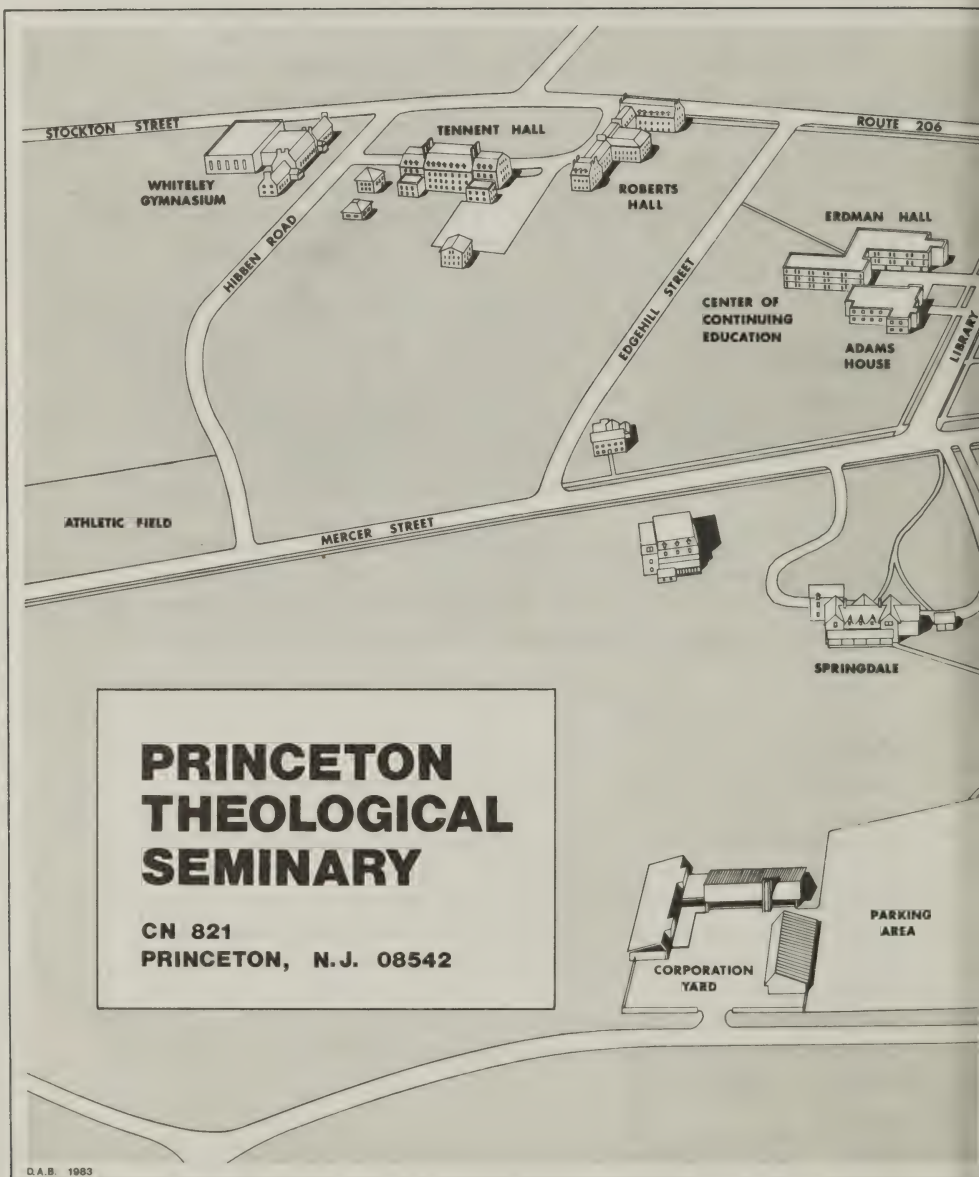 STOCKTON STREET
TENNENT HALL
ROUTE 206
WHITELEY
GYMNASIUM
ROBERTS
HALL
HIBBEN ROAD
ERDMAN HALL
EDGEHILL STREET
CENTER OF
CONTINUING
EDUCATION
ADAMS
HOUSE
LIBRARY
ATHLETIC FIELD
MERCER STREET
SPRINGDALE
PRINCETON
THEOLOGICAL
SEMINARY
CN 821
PRINCETON, N.J. 08542
PARKING
AREA
CORPORATION
YARD
D.A.B. 1983